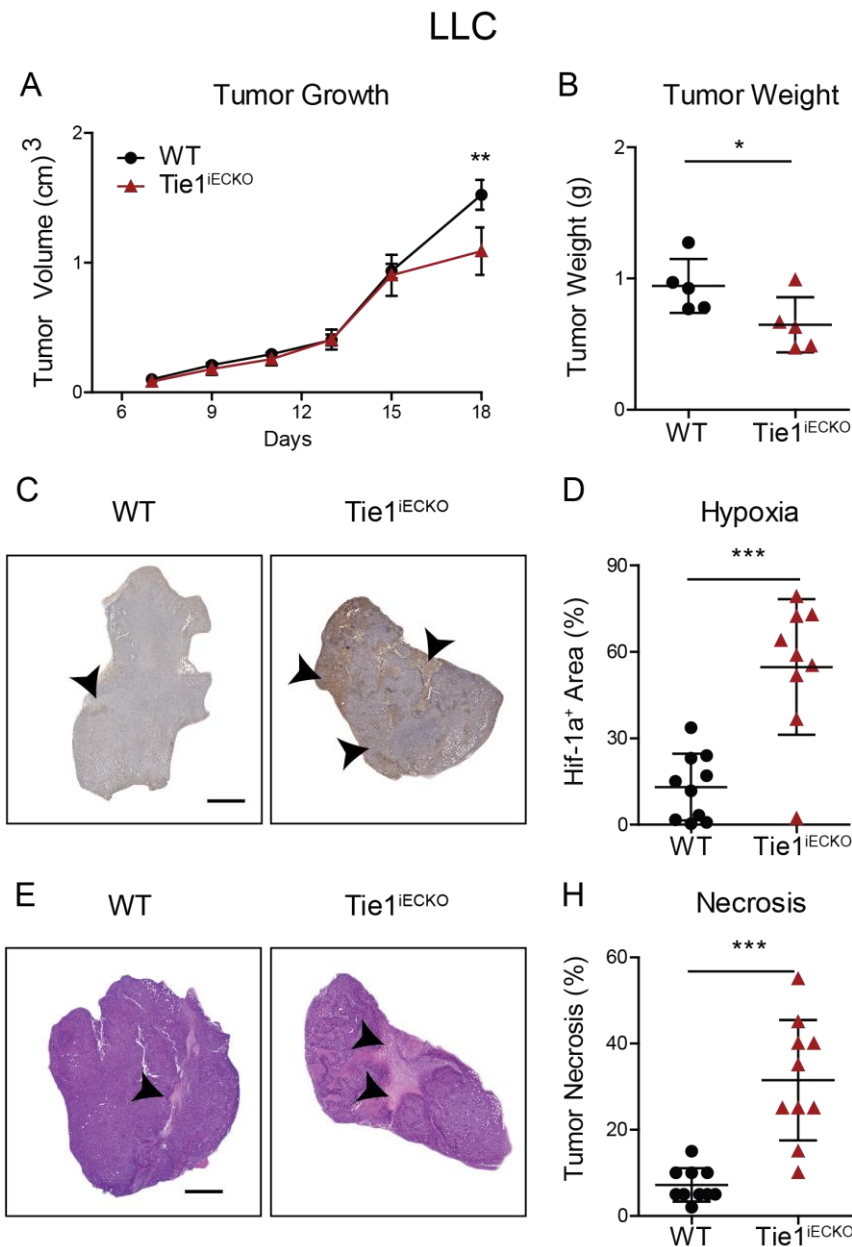 LLC
A
Tumor Growth
Tumor Volume (cm)3
2
1
0
WT
Tie1iECKO
**
6
9
12
15
18
Days
B
Tumor Weight
Tumor Weight (g)
2
1
0
*
WT
Tie1iECKO
C
WT
Tie1iECKO
D
Hypoxia
Hif-1a+ Area (%)
90
60
30
0
***
WT
Tie1iECKO
E
WT
Tie1iECKO
H
Necrosis
Tumor Necrosis (%)
60
40
20
0
***
WT
Tie1iECKO